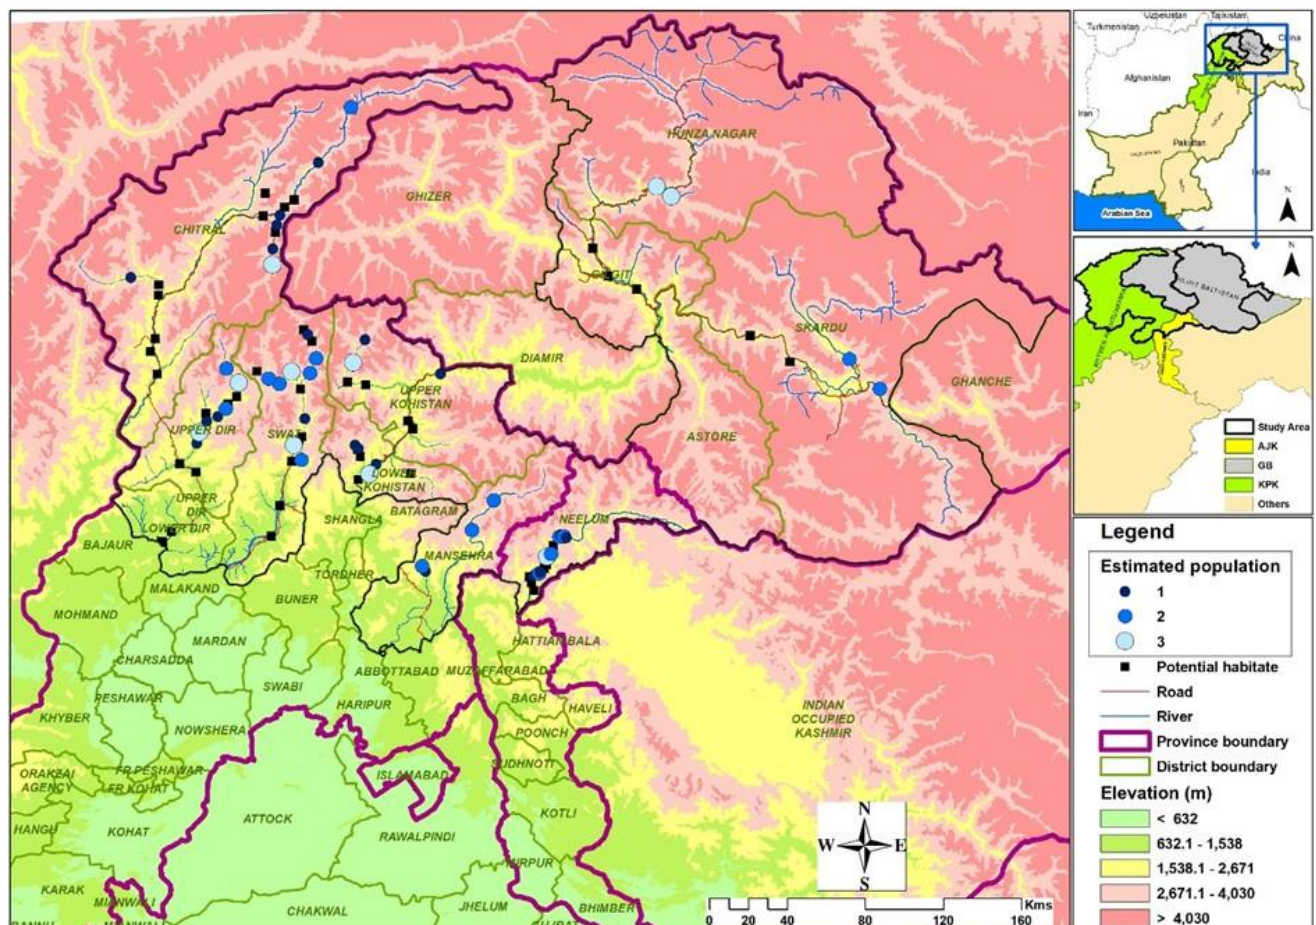 HUNZA NAGAR
GHIZER
CHITRAL
GILGIT
SKARDU
DIAMIR
GHANCHE
UPPER
KOHISTAN
ASTORE
UPPER DIR
SWAT
LOWER
KOHISTAN
UPPER
DIR
LOWER DIR
SHANGLA
BATAGRAM
NEELUM
BAJAUR
MANSEHRA
TORDHER
MALAKAND
BUNER
MOHMAND
MARDAN
HATTIAN BALA
CHARSADDA
ABBOTTABAD
MUZAFFARABAD
PESHAWAR
SWABI
BAGH
HAVELI
HARIPUR
KHYBER
NOWSHERA
POONCH
INDIAN
OCCUPIED
KASHMIR
SUDHNOTI
ORAKZAI
AGENCY
FR PESHAWAR
FR KOHAT
ISLAMABAD
KOTLI
ATTOCK
HANGU
KOHAT
RAWALPINDI
MIRPUR
KARAK
MIANWALI
CHAKWAL
JHELUM
BHIMBER
N
W E
S
0 20 40 80 120 160
Kms
Uzbekistan
Tajikistan
Turkmenistan
China
Afghanistan
Iran
Pakistan
India
Arabian Sea
N
N
GILGIT BALTISTAN
Study Area
AJK
GB
KPK
Others
Legend
Estimated population
1
2
3
Potential habitate
Road
River
Province boundary
District boundary
Elevation (m)
< 632
632.1 - 1,538
1,538.1 - 2,671
2,671.1 - 4,030
> 4,030